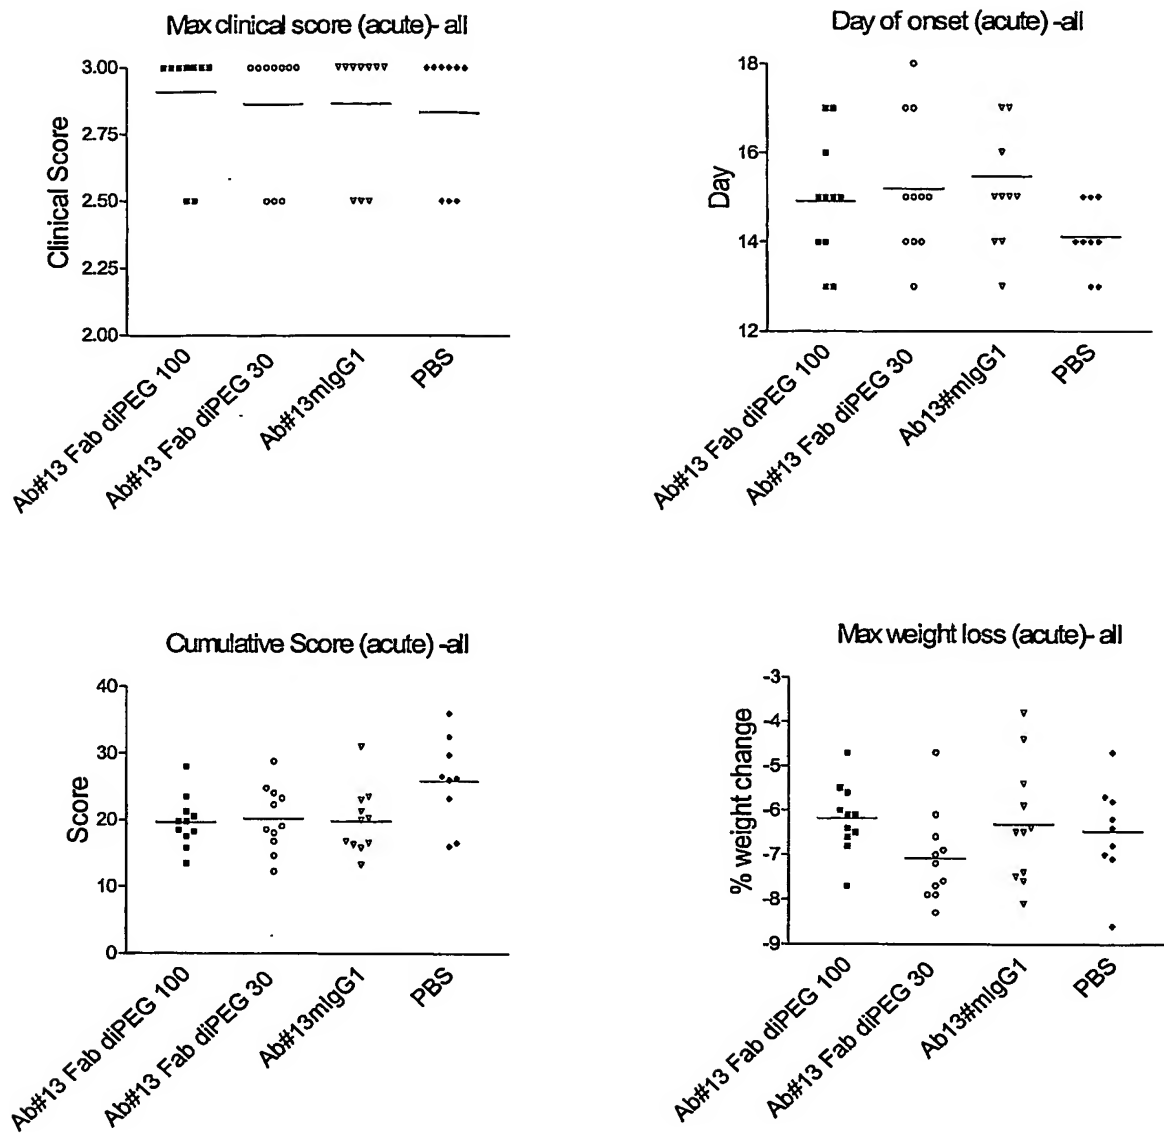 Max clinical score (acute)- all
Clinical Score
3.00
2.75
2.50
2.25
2.00
Ab#13 Fab diPEG 100
Ab#13 Fab diPEG 30
Ab#13mIgG1
PBS
Day of onset (acute) -all
Day
18
16
14
12
Ab#13 Fab diPEG 100
Ab#13 Fab diPEG 30
Ab13#mIgG1
PBS
Cumulative Score (acute) -all
Score
40
30
20
10
0
Ab#13 Fab diPEG 100
Ab#13 Fab diPEG 30
Ab#13mIgG1
PBS
Max weight loss (acute)- all
% weight change
-3
-4
-5
-6
-7
-8
-9
Ab#13 Fab diPEG 100
Ab#13 Fab diPEG 30
Ab13#mIgG1
PBS